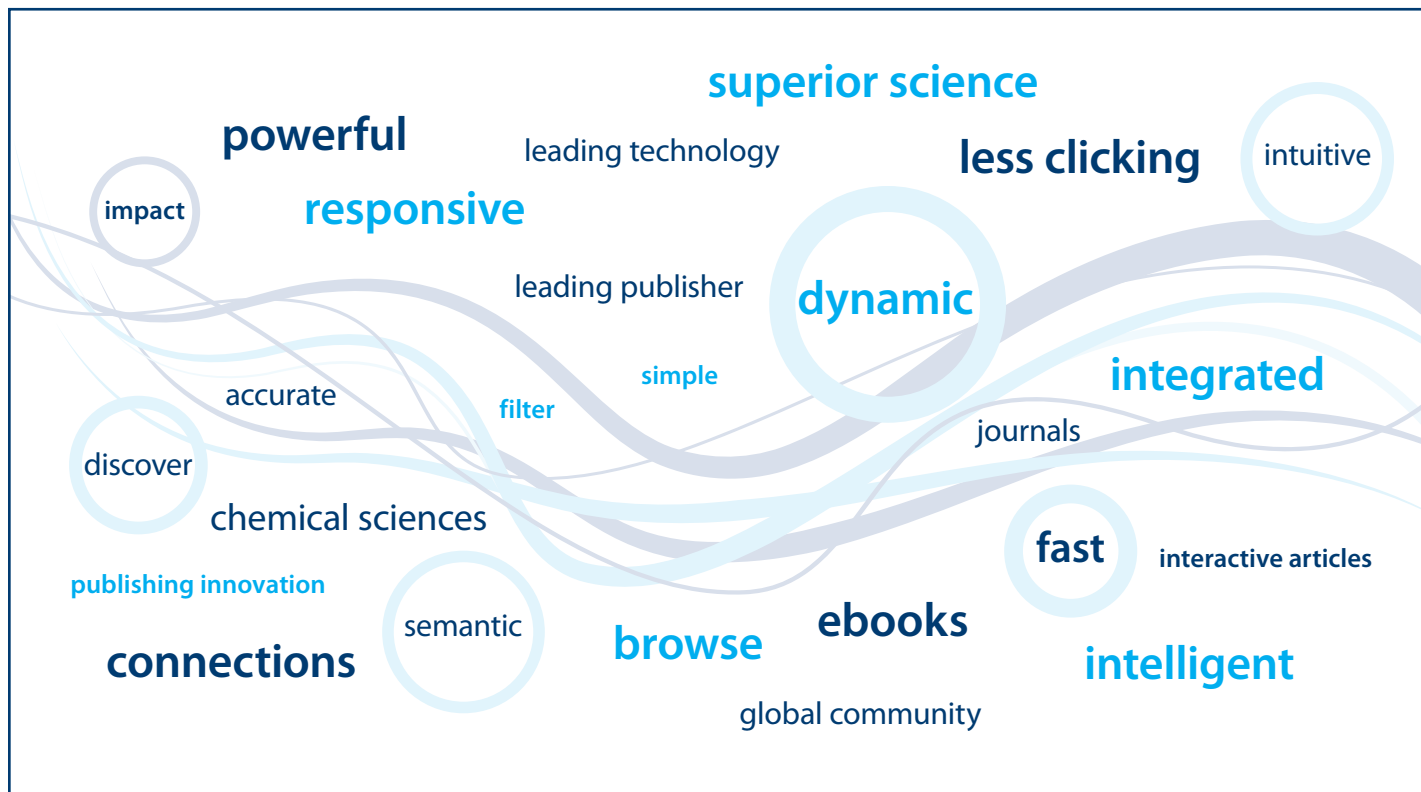 superior science
powerful
leading technology
less clicking
intuitive
impact
responsive
leading publisher
dynamic
simple
integrated
accurate
filter
journals
discover
chemical sciences
fast
interactive articles
publishing innovation
semantic
browse
ebooks
connections
intelligent
global community